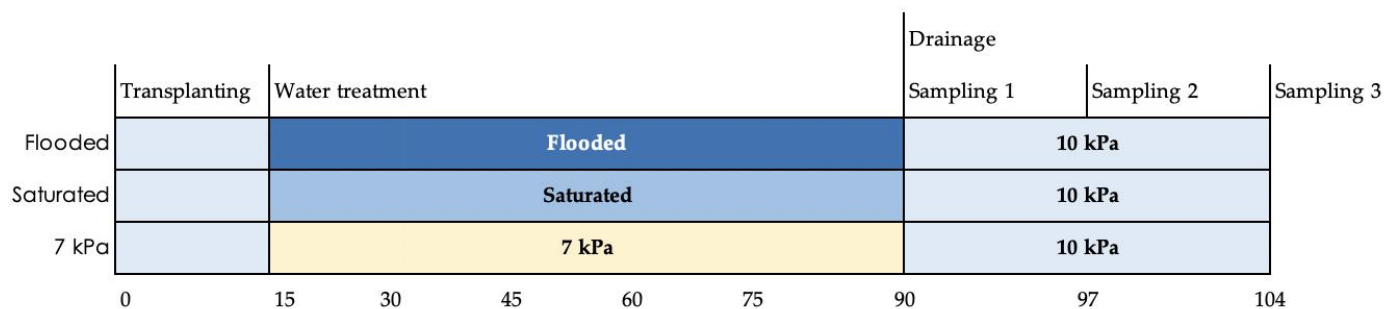 Drainage
Transplanting Water treatment Sampling 1 Sampling 2 Sampling 3
Flooded Flooded 10 kPa
Saturated Saturated 10 kPa
7 kPa 7 kPa 10 kPa
0 15 30 45 60 75 90 97 104